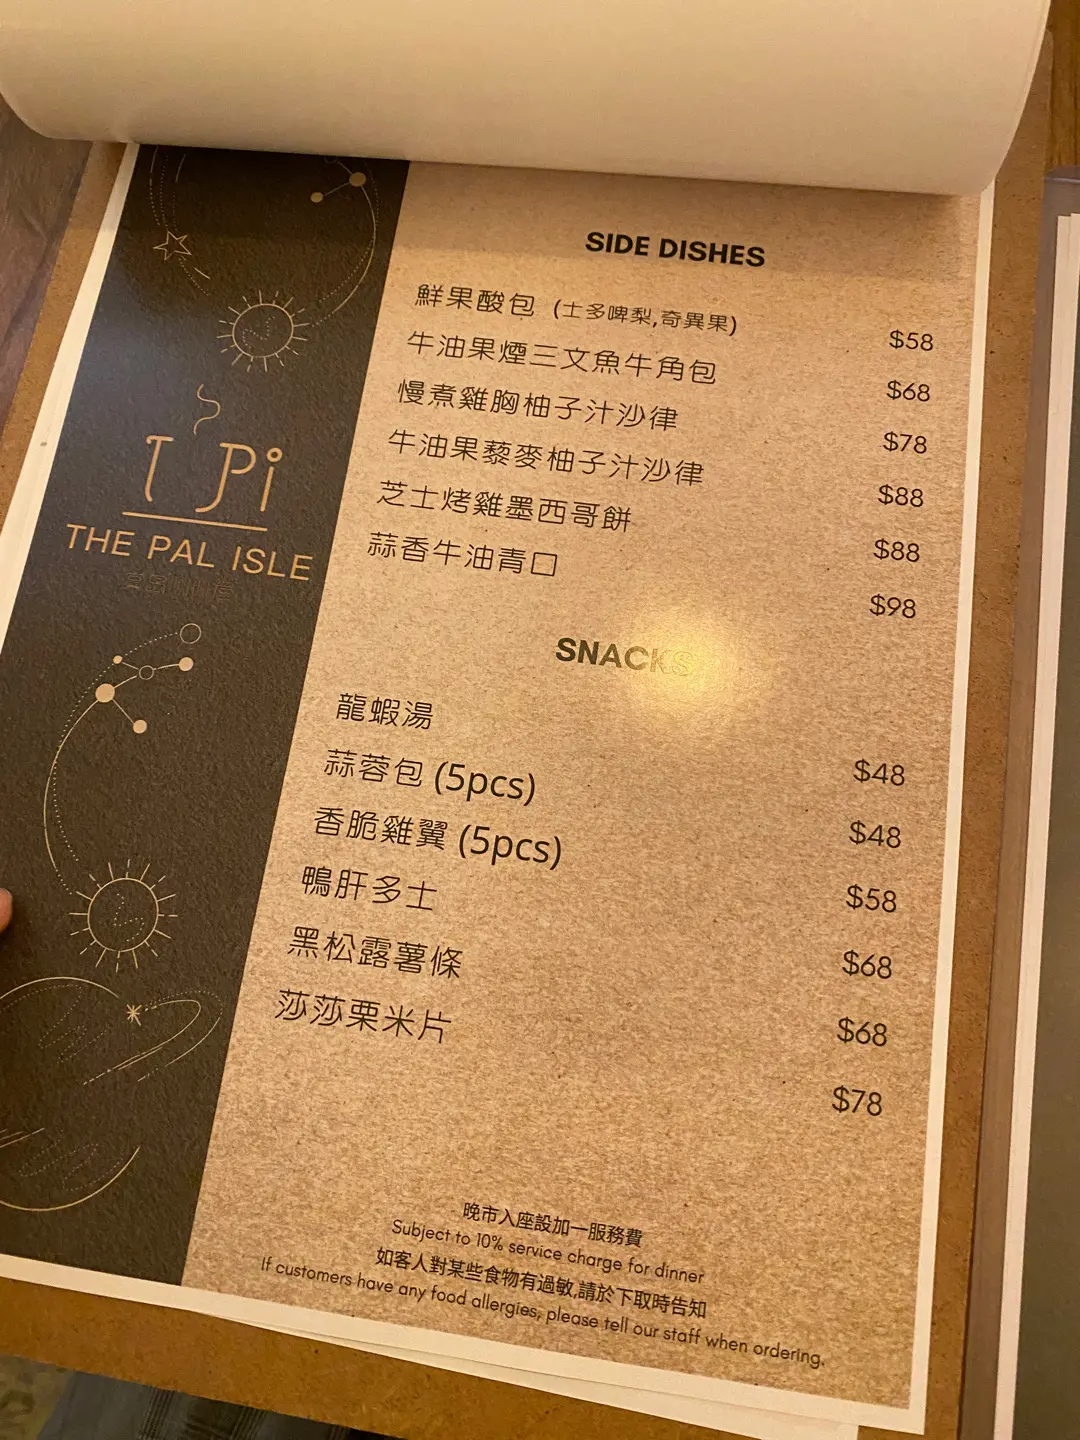 SIDE DISHES
鮮果酸包 (士多啤梨,奇異果) $58
牛油果煙三文魚牛角包 $68
慢煮雞胸柚子汁沙律 $78
牛油果藜麥柚子汁沙律 $88
芝士烤雞墨西哥餅 $88
蒜香牛油青口 $98
T Pi
THE PAL ISLE
SNACKS
龍蝦湯 $48
蒜蓉包 (5pcs) $48
香脆雞翼 (5pcs) $58
鴨肝多士 $68
黑松露薯條 $68
莎莎栗米片 $78
晚市入座設加一服務費
Subject to 10% service charge for dinner
如客人對某些食物有過敏,請於下取時告知
If customers have any food allergies, please tell our staff when ordering.